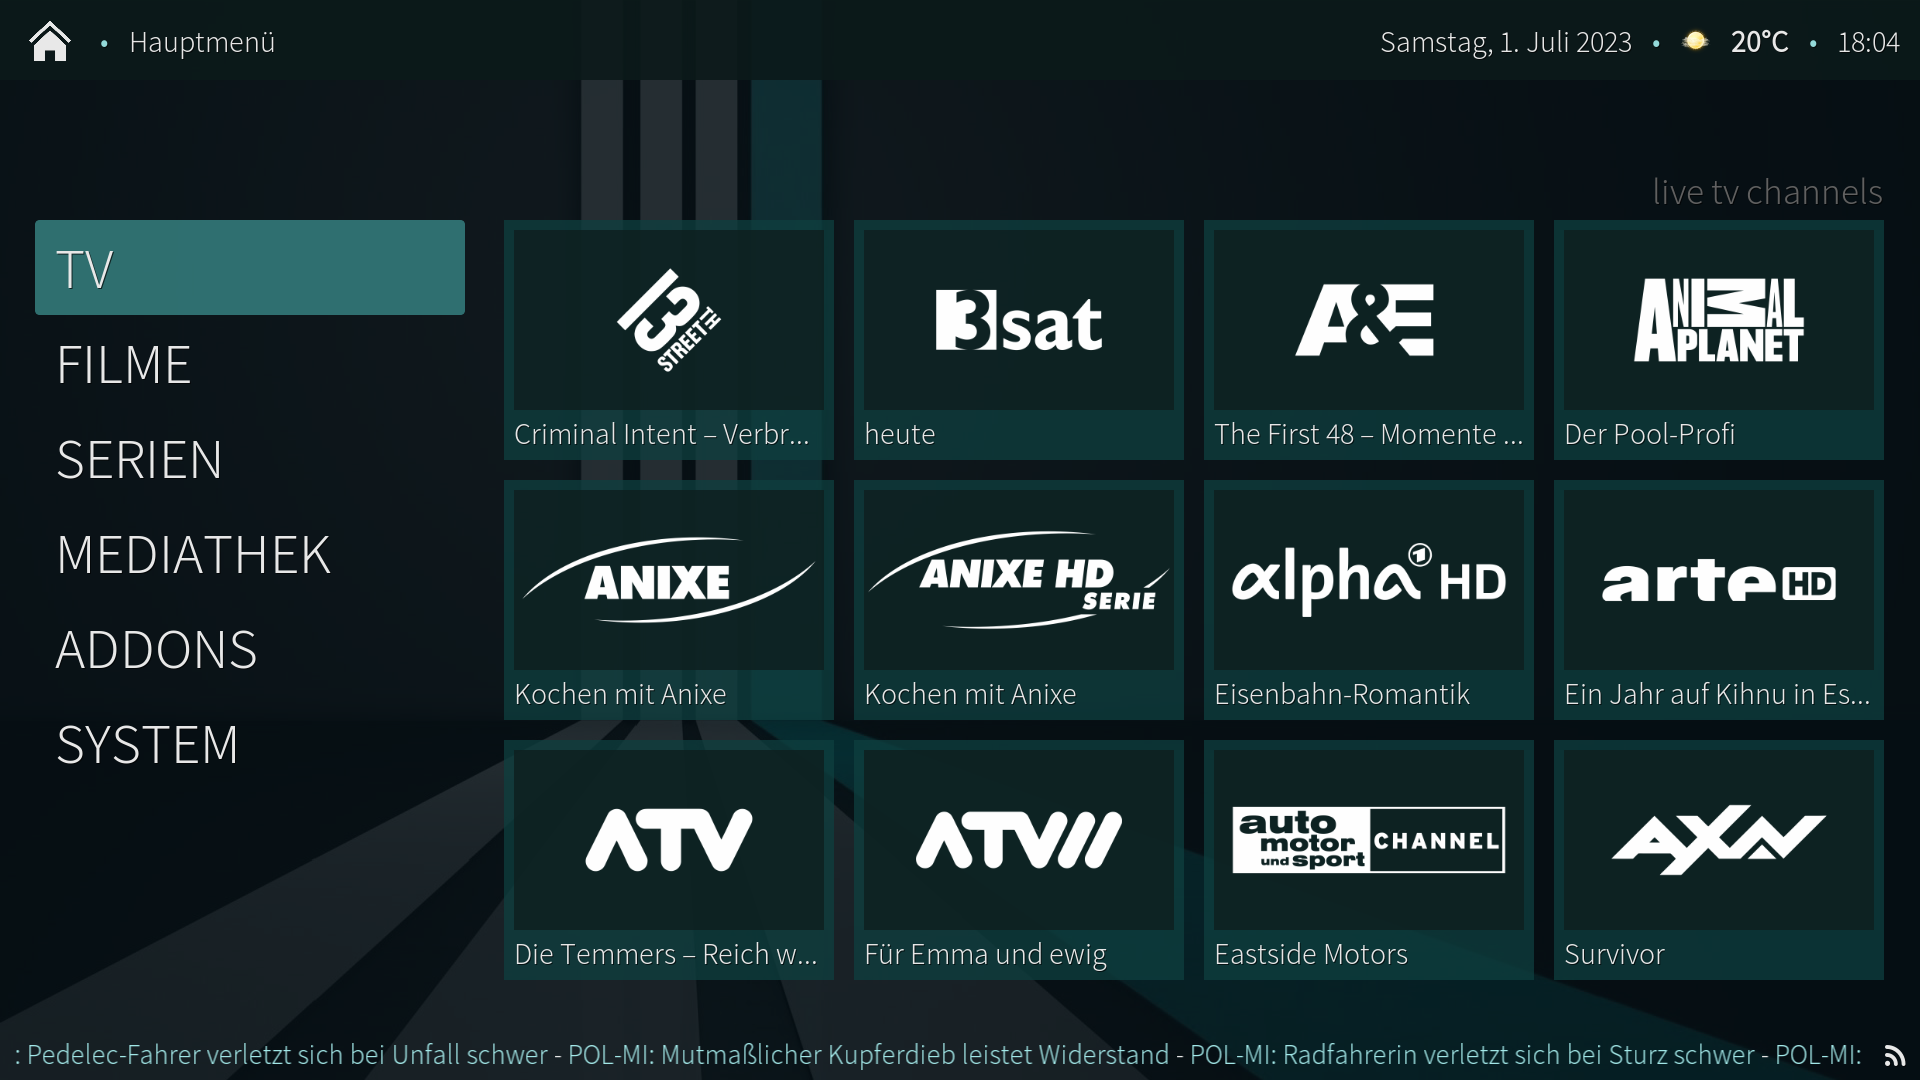 Hauptmenü
Samstag, 1. Juli 2023 • 20°C • 18:04
live tv channels
TV
FILME
SERIEN
MEDIATHEK
ADDONS
SYSTEM
13 STREET HD
Criminal Intent – Verbr...
3sat
heute
A&E
The First 48 – Momente ...
ANIMAL PLANET
Der Pool-Profi
ANIXE
Kochen mit Anixe
ANIXE HD SERIE
Kochen mit Anixe
alpha HD
Eisenbahn-Romantik
arte HD
Ein Jahr auf Kihnu in Es...
ATV
Die Temmers – Reich w...
ATV II
Für Emma und ewig
auto motor und sport CHANNEL
Eastside Motors
AXN
Survivor
: Pedelec-Fahrer verletzt sich bei Unfall schwer - POL-MI: Mutmaßlicher Kupferdieb leistet Widerstand - POL-MI: Radfahrerin verletzt sich bei Sturz schwer - POL-MI: